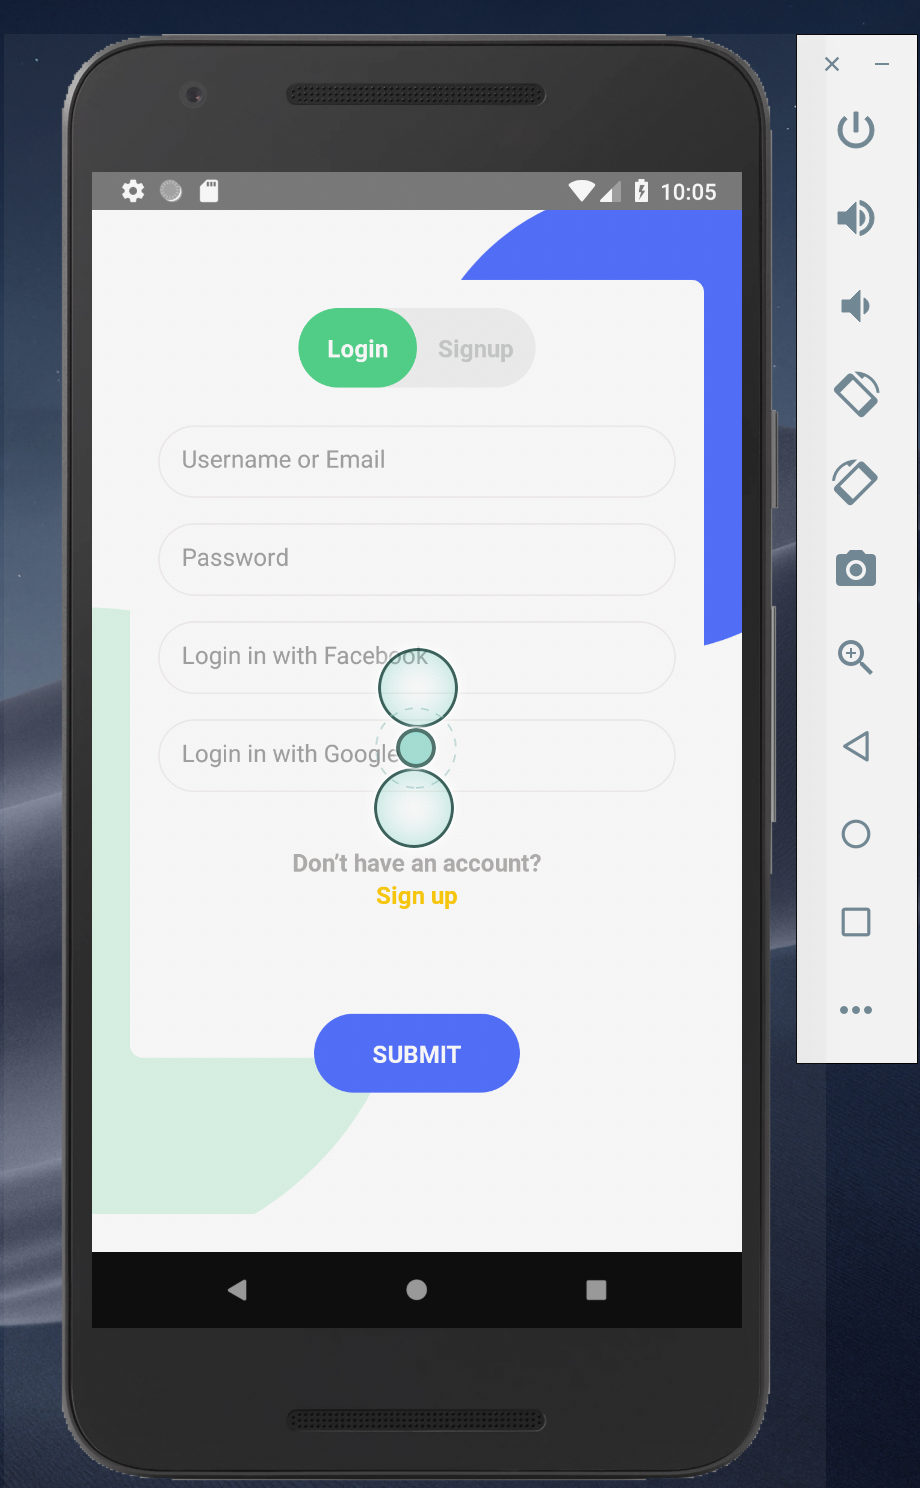 10:05
Login Signup
Username or Email
Password
Login in with Facebook
Login in with Google
Don’t have an account?
Sign up
SUBMIT